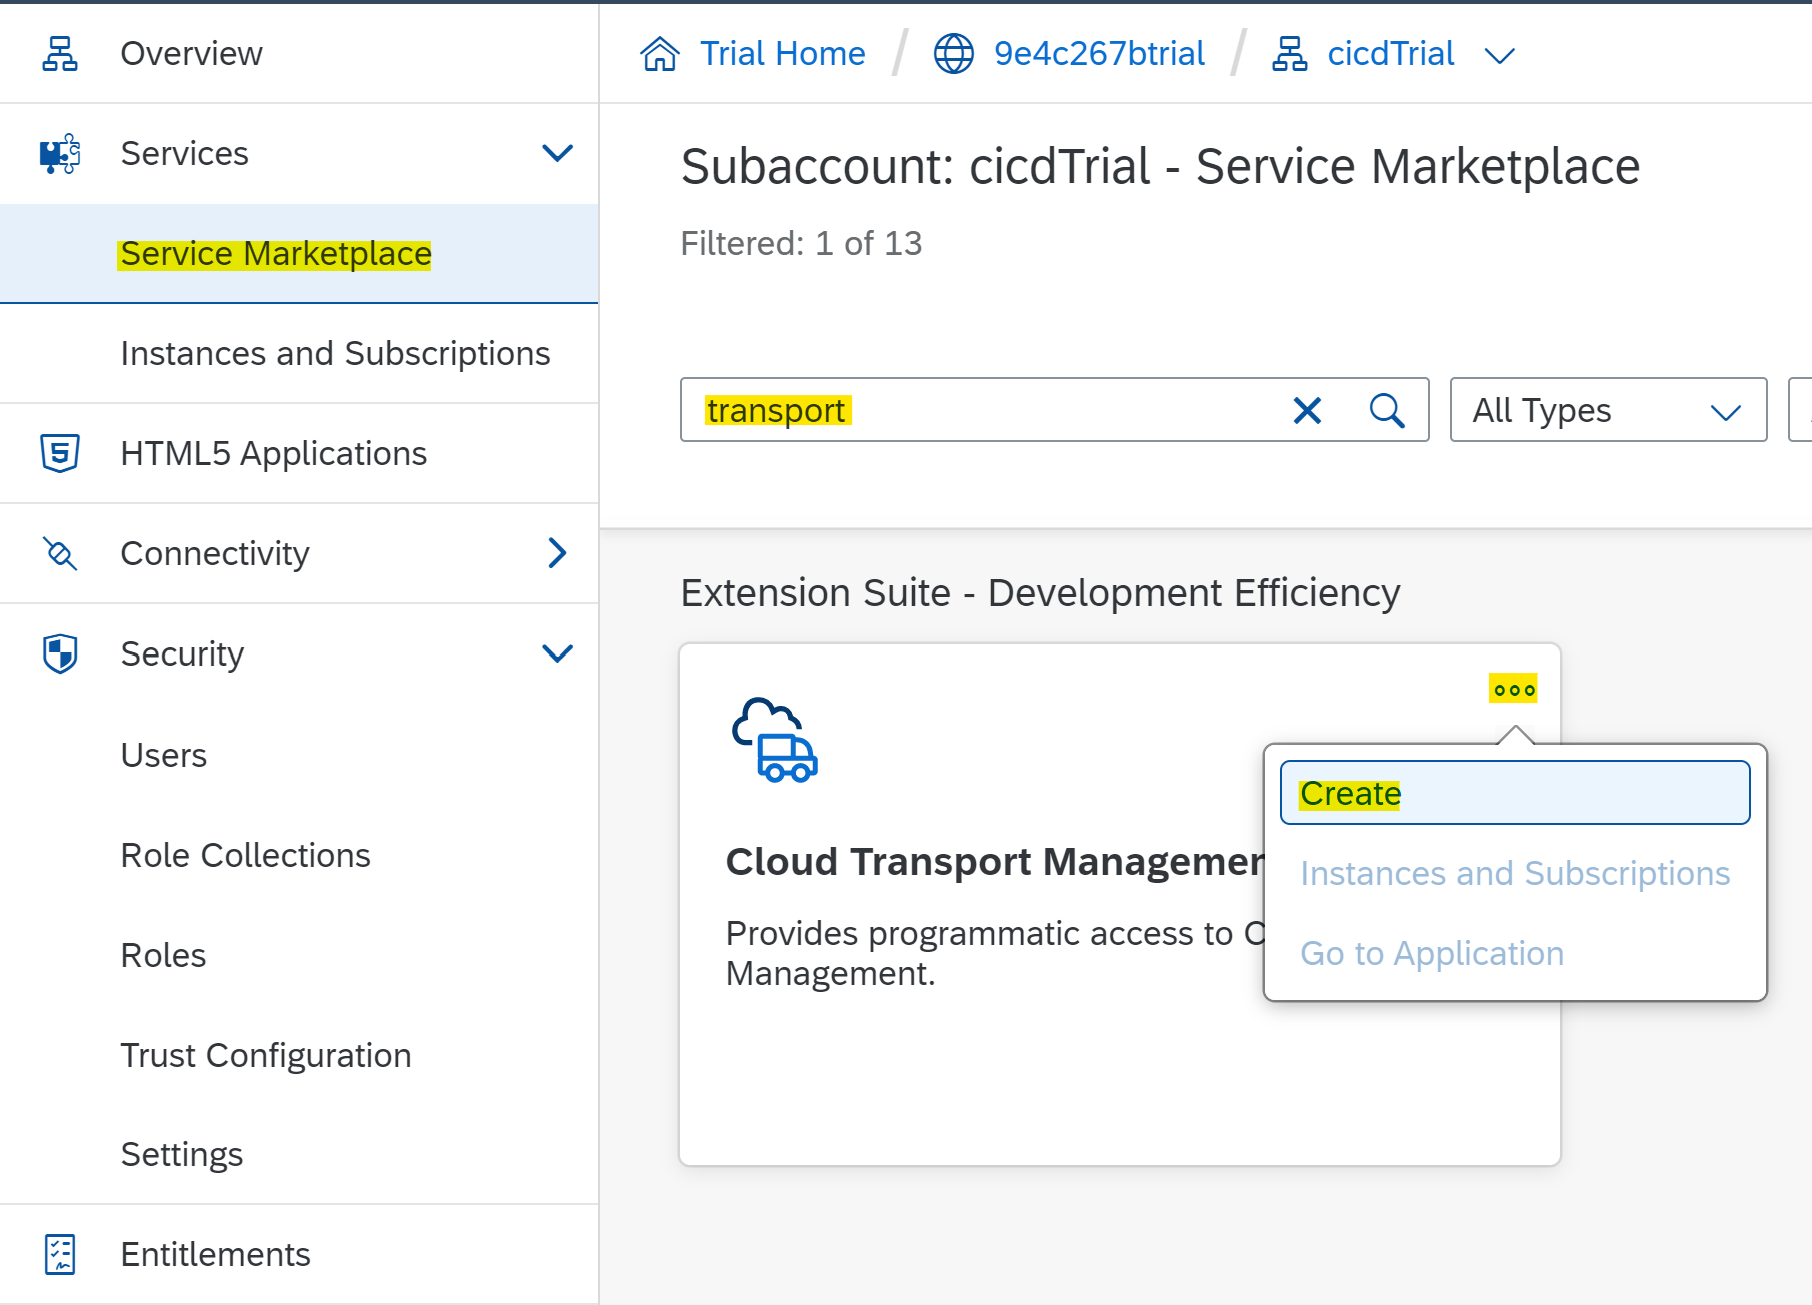 Overview
Services
Service Marketplace
Instances and Subscriptions
HTML5 Applications
Connectivity
Security
Users
Role Collections
Roles
Trust Configuration
Settings
Entitlements
Trial Home / 9e4c267btrial / cicdTrial
Subaccount: cicdTrial - Service Marketplace
Filtered: 1 of 13
transport
All Types
Extension Suite - Development Efficiency
Cloud Transport Managemen
Provides programmatic access to C
Management.
Create
Instances and Subscriptions
Go to Application